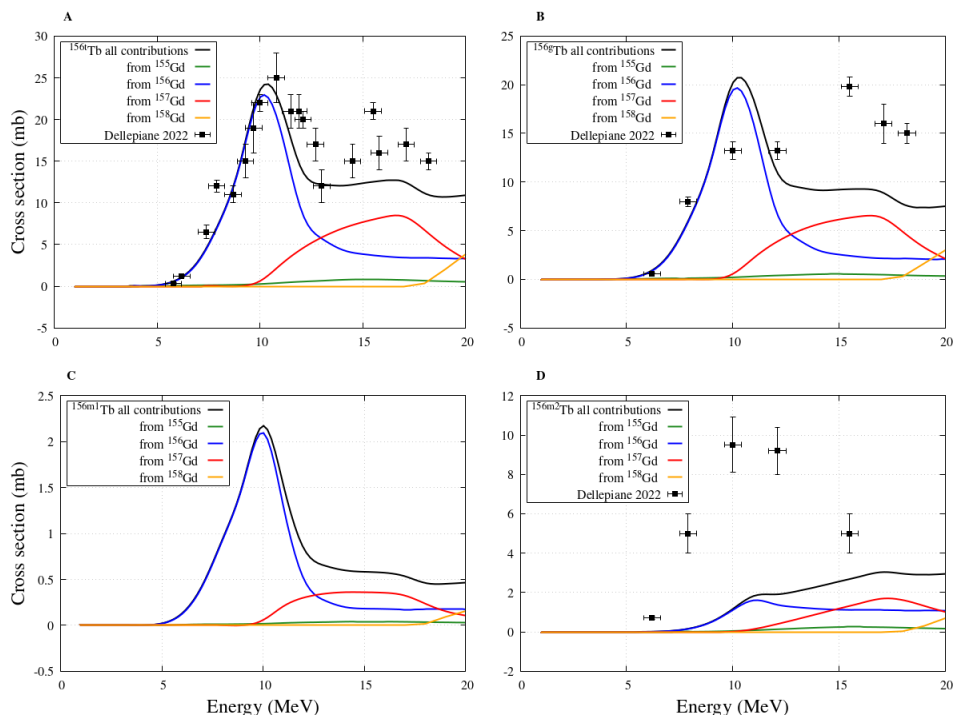 A
Cross section (mb)
30
25
20
15
10
5
0
-5
¹⁵⁶ᵗTb all contributions
from ¹⁵⁵Gd
from ¹⁵⁶Gd
from ¹⁵⁷Gd
from ¹⁵⁸Gd
Dellepiane 2022
0 5 10 15 20
B
25
20
15
10
5
0
-5
¹⁵⁶ᵍTb all contributions
from ¹⁵⁵Gd
from ¹⁵⁶Gd
from ¹⁵⁷Gd
from ¹⁵⁸Gd
Dellepiane 2022
0 5 10 15 20
C
Cross section (mb)
2.5
2
1.5
1
0.5
0
-0.5
¹⁵⁶ᵐ¹Tb all contributions
from ¹⁵⁵Gd
from ¹⁵⁶Gd
from ¹⁵⁷Gd
from ¹⁵⁸Gd
0 5 10 15 20
Energy (MeV)
D
12
10
8
6
4
2
0
-2
¹⁵⁶ᵐ²Tb all contributions
from ¹⁵⁵Gd
from ¹⁵⁶Gd
from ¹⁵⁷Gd
from ¹⁵⁸Gd
Dellepiane 2022
0 5 10 15 20
Energy (MeV)